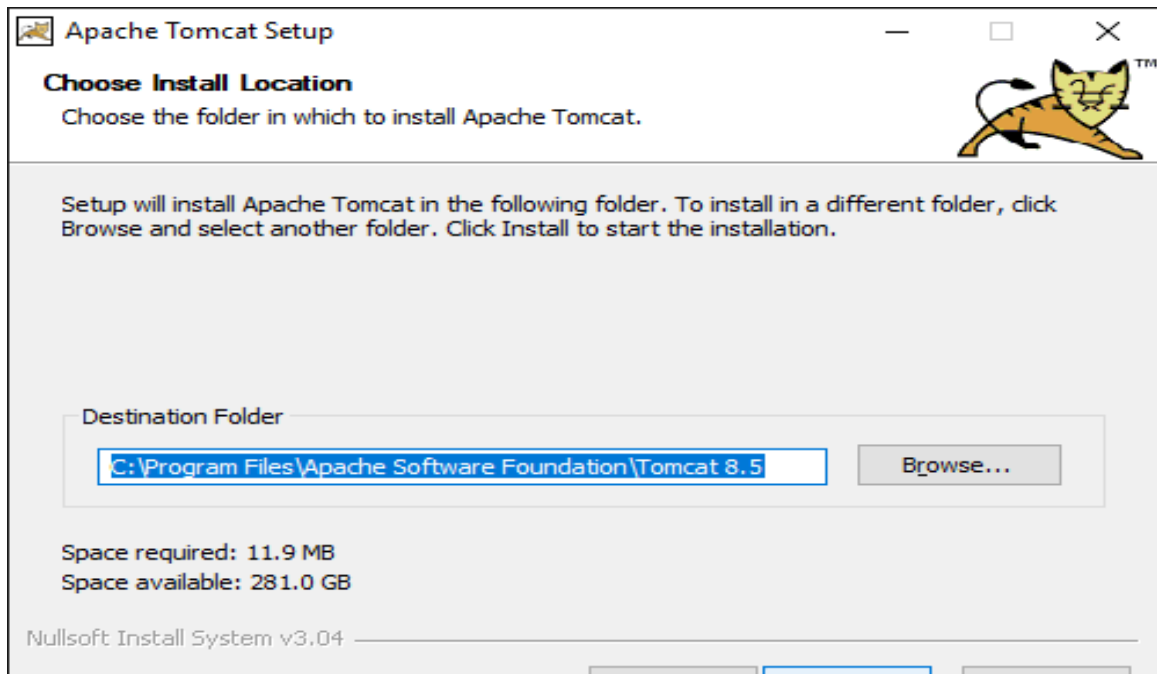 Apache Tomcat Setup
Choose Install Location
Choose the folder in which to install Apache Tomcat.
TM
Setup will install Apache Tomcat in the following folder. To install in a different folder, click
Browse and select another folder. Click Install to start the installation.
Destination Folder
C:\Program Files\Apache Software Foundation\Tomcat 8.5
Browse...
Space required: 11.9 MB
Space available: 281.0 GB
Nullsoft Install System v3.04